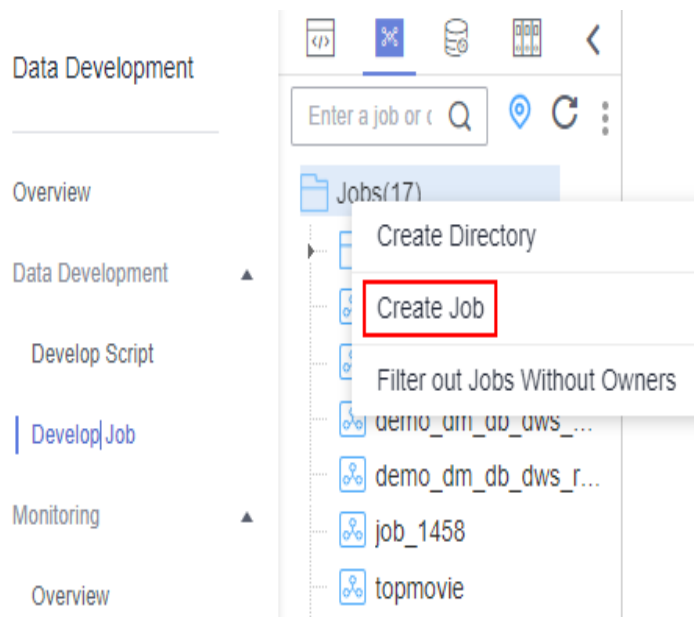 Data Development
Overview
Data Development
Develop Script
Develop Job
Monitoring
Overview
</>
Enter a job or c
Jobs(17)
Create Directory
Create Job
Filter out Jobs Without Owners
demo_dm_db_dws_...
demo_dm_db_dws_r...
job_1458
topmovie